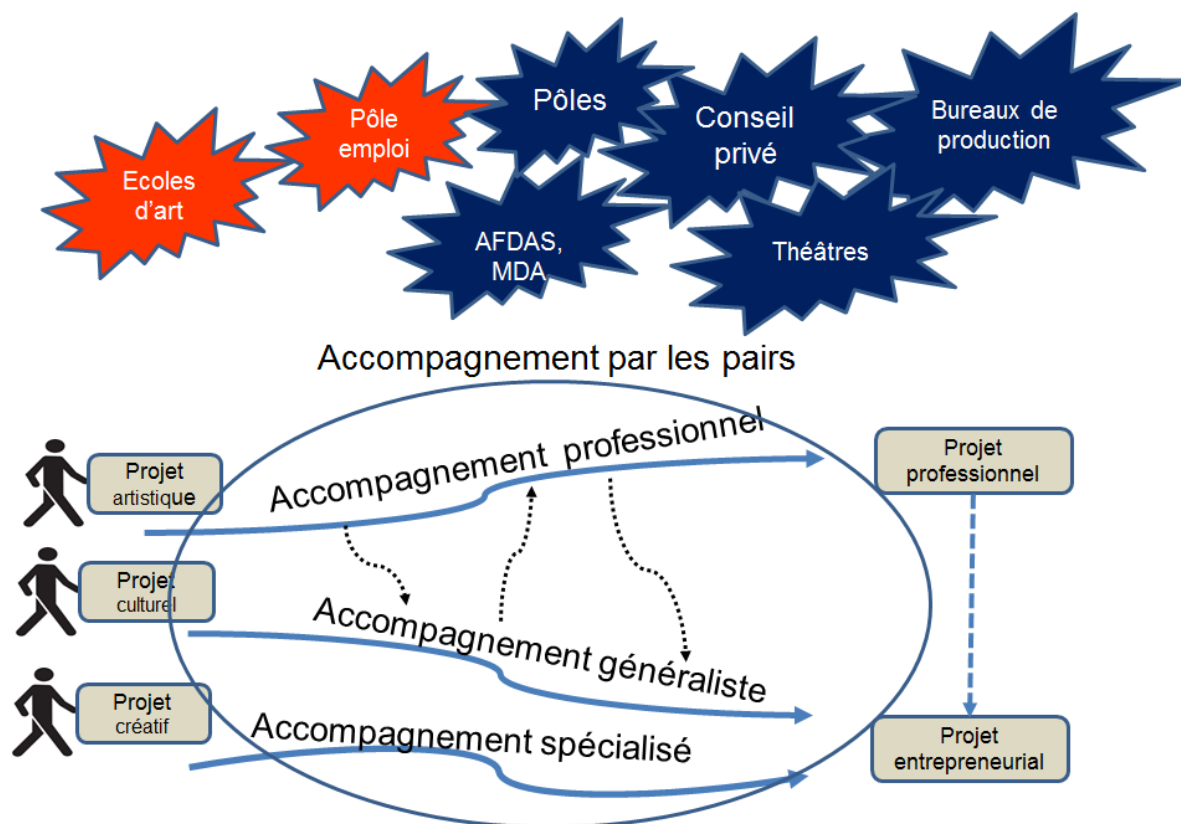 Ecoles
d'art
Pôle
emploi
Pôles
Conseil
privé
Bureaux de
production
AFDAS,
MDA
Théâtres
Accompagnement par les pairs
Projet
artistique
Accompagnement professionnel
Projet
professionnel
Projet
culturel
Accompagnement généraliste
Projet
créatif
Accompagnement spécialisé
Projet
entrepreneurial